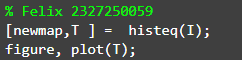 % Felix 2327250059
[newmap,T ] =  histeq(I);
figure, plot(T);